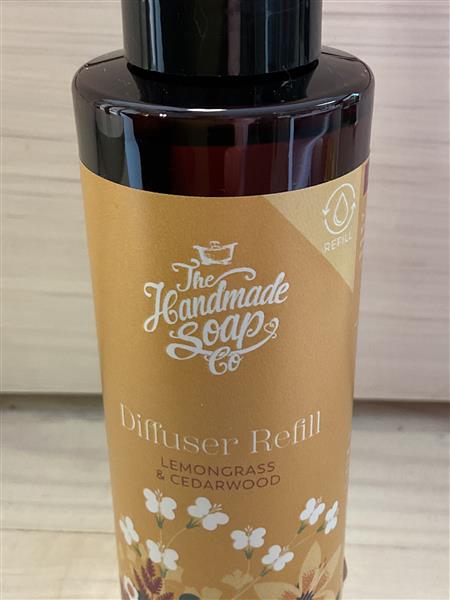 REFILL
The
Handmade
Soap
Co
Diffuser Refill
LEMONGRASS
& CEDARWOOD